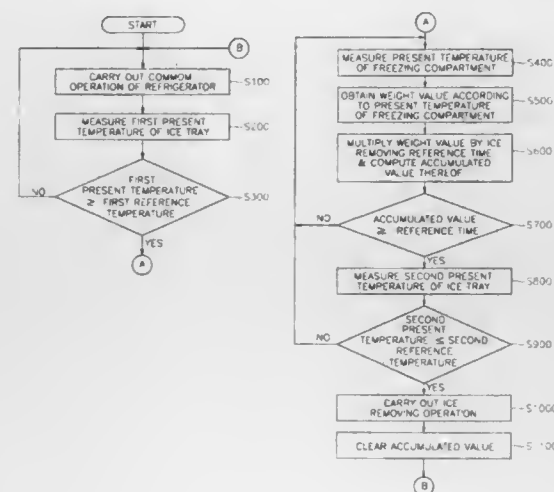 START
B
CARRY OUT COMMOM
OPERATION OF REFRIGERATOR
S100
MEASURE FIRST PRESENT
TEMPERATURE OF ICE TRAY
S200
FIRST
PRESENT TEMPERATURE
≥ FIRST REFERENCE
TEMPERATURE
S300
NO
YES
A
A
MEASURE PRESENT TEMPERATURE
OF FREEZING COMPARTMENT
S400
OBTAIN WEIGHT VALUE ACCORDING
TO PRESENT TEMPERATURE
OF FREEZING COMPARTMENT
S500
MULTIPLY WEIGHT VALUE BY ICE
REMOVING REFERENCE TIME
& COMPUTE ACCUMULATED
VALUE THEREOF
S600
ACCUMULATED VALUE
≥ REFERENCE TIME
S700
NO
YES
MEASURE SECOND PRESENT
TEMPERATURE OF ICE TRAY
S800
SECOND
PRESENT
TEMPERATURE ≤ SECOND
REFERENCE
TEMPERATURE
S900
NO
YES
CARRY OUT ICE
REMOVING OPERATION
S1000
CLEAR ACCUMULATED VALUE
B